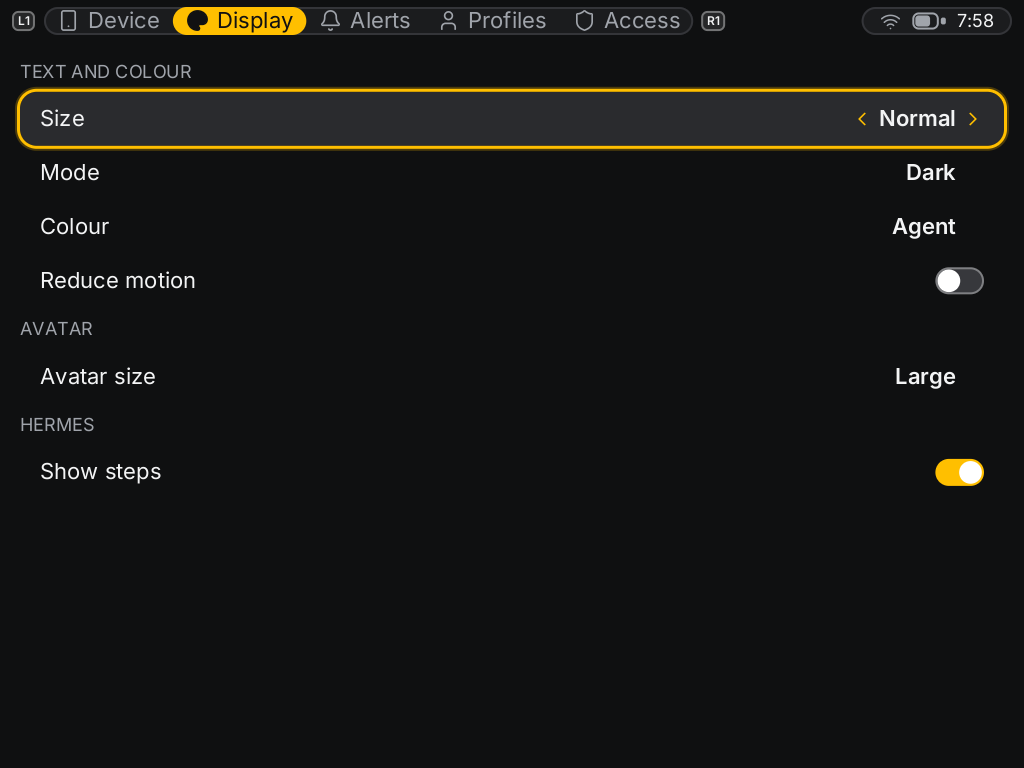 L1 Device Display Alerts Profiles Access R1 7:58
TEXT AND COLOUR
Size Normal
Mode Dark
Colour Agent
Reduce motion
AVATAR
Avatar size Large
HERMES
Show steps